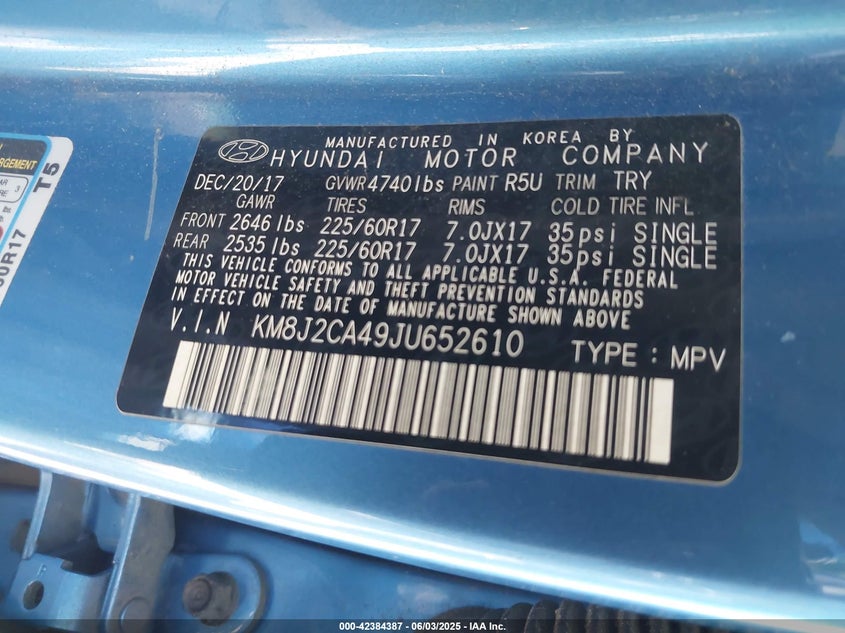 MANUFACTURED IN KOREA BY
HYUNDAI MOTOR COMPANY
DEC/20/17 GVWR 4740lbs PAINT R5U TRIM TRY
GAWR TIRES RIMS COLD TIRE INFL
FRONT 2646 lbs 225/60R17 7.0JX17 35psi SINGLE
REAR 2535 lbs 225/60R17 7.0JX17 35psi SINGLE
THIS VEHICLE CONFORMS TO ALL APPLICABLE U.S.A. FEDERAL
MOTOR VEHICLE SAFETY AND THEFT PREVENTION STANDARDS
IN EFFECT ON THE DATE OF MANUFACTURE SHOWN ABOVE
V.I.N KM8J2CA49JU652610 TYPE : MPV
T5
000-42384387 - 06/03/2025 - IAA Inc.